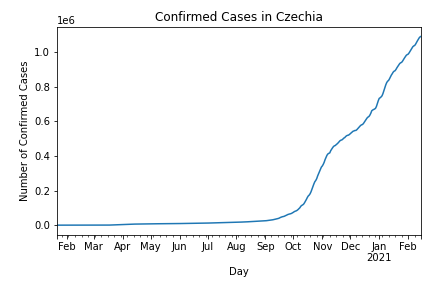 Confirmed Cases in Czechia
1e6
1.0
0.8
0.6
0.4
0.2
0.0
Number of Confirmed Cases
Feb Mar Apr May Jun Jul Aug Sep Oct Nov Dec Jan Feb
2021
Day